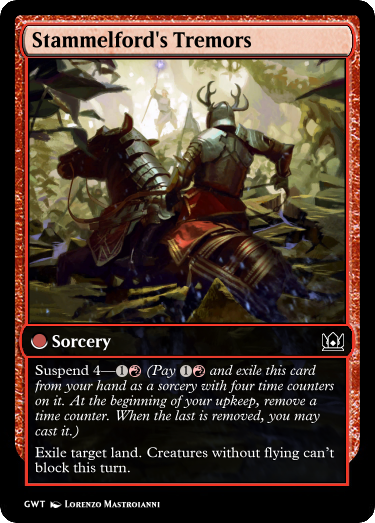 Stammelford's Tremors
Sorcery
Suspend 4—1R (Pay 1R and exile this card
from your hand as a sorcery with four time counters
on it. At the beginning of your upkeep, remove a
time counter. When the last is removed, you may
cast it.)
Exile target land. Creatures without flying can't
block this turn.
GWT Lorenzo Mastroianni